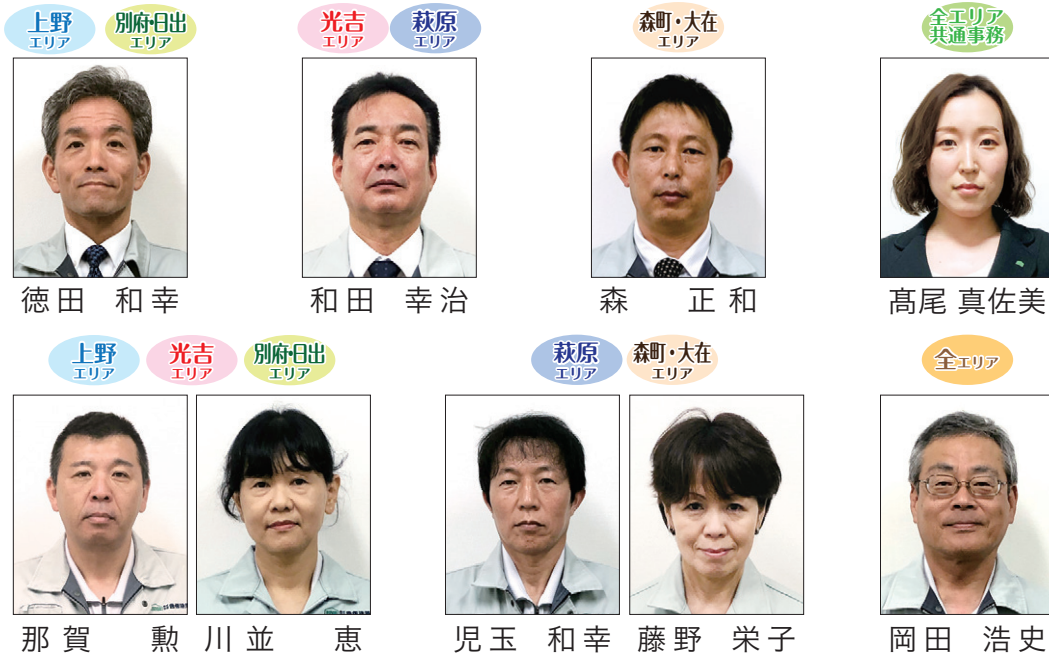 上野エリア
別府・日出エリア
光吉エリア
萩原エリア
森町・大在エリア
全エリア共通事務
徳田 和幸
和田 幸治
森 正和
髙尾 真佐美
上野エリア
光吉エリア
別府・日出エリア
萩原エリア
森町・大在エリア
全エリア
那賀 勲
川並 恵
児玉 和幸
藤野 栄子
岡田 浩史